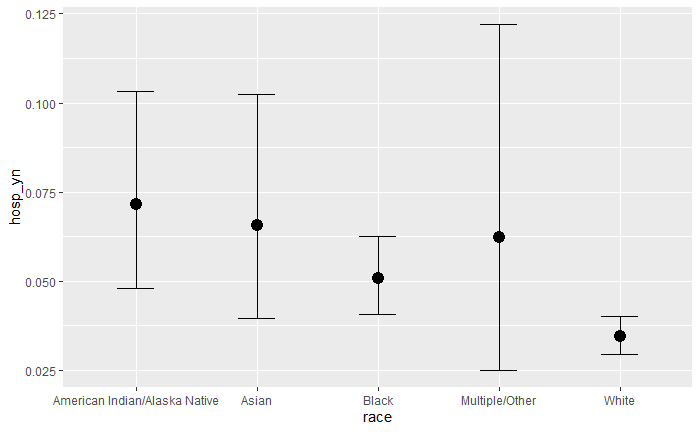 0.125
0.100
0.075
0.050
0.025
hosp_yn
American Indian/Alaska Native
Asian
Black
Multiple/Other
White
race